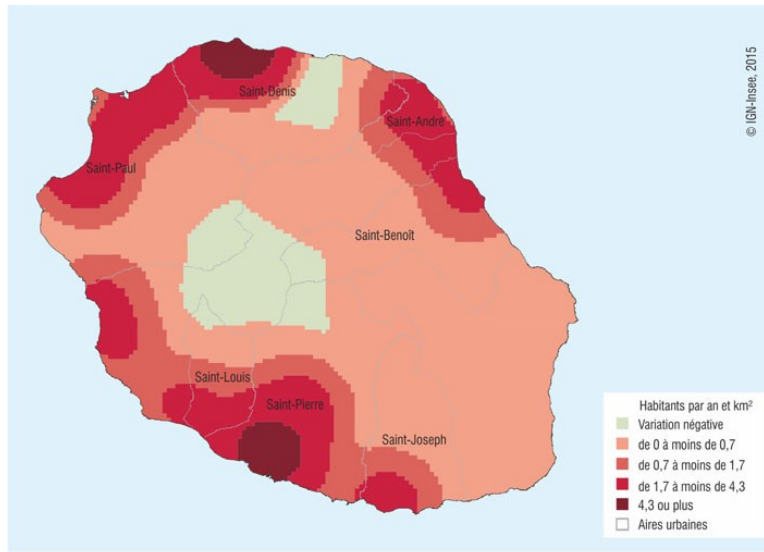 © IGN-Insee, 2015
Saint-Denis
Saint-André
Saint-Paul
Saint-Benoît
Saint-Louis
Saint-Pierre
Saint-Joseph
Habitants par an et km²
Variation négative
de 0 à moins de 0,7
de 0,7 à moins de 1,7
de 1,7 à moins de 4,3
4,3 ou plus
Aires urbaines